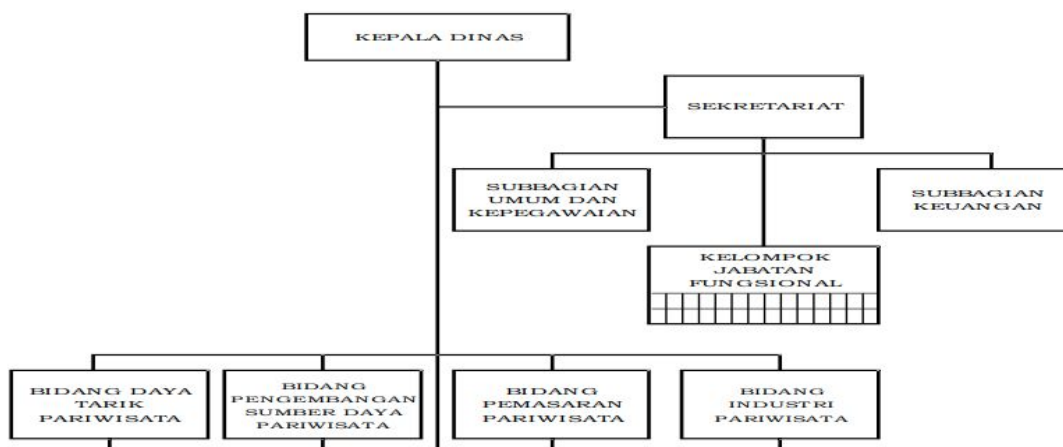 KEPALA DINAS
SEKRETARIAT
SUBBAGIAN
UMUM DAN
KEPEGAWAIAN
SUBBAGIAN
KEUANGAN
KELOMPOK
JABATAN
FUNGSIONAL
BIDANG DAYA
TARIK
PARIWISATA
BIDANG
PENGEMBANGAN
SUMBER DAYA
PARIWISATA
BIDANG
PEMASARAN
PARIWISATA
BIDANG
INDUSTRI
PARIWISATA